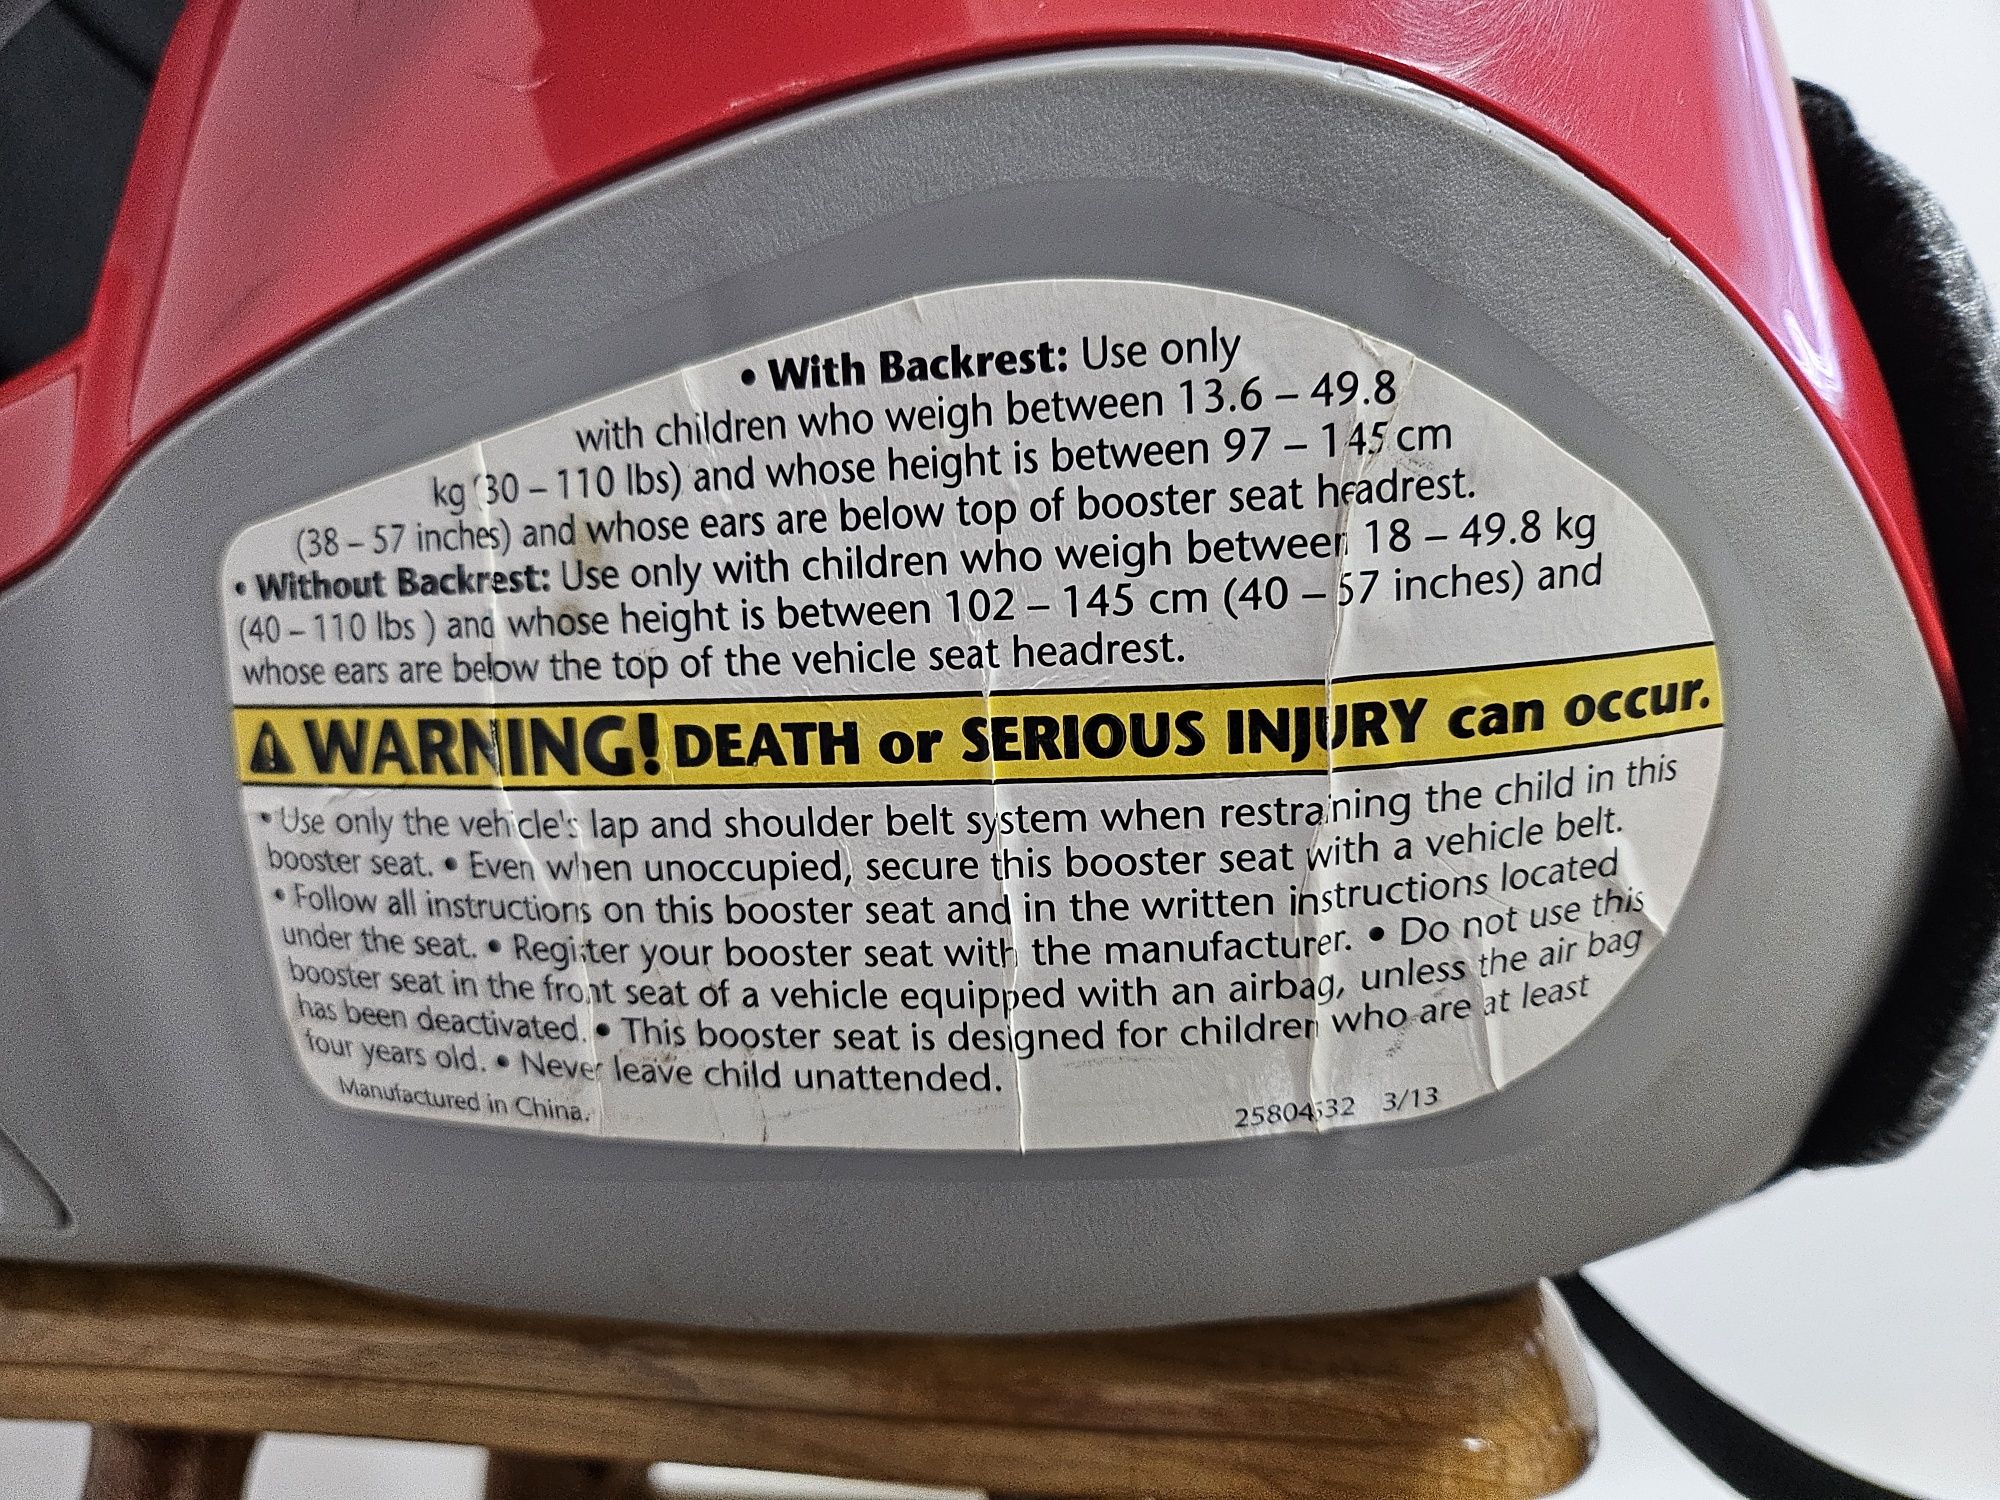 • With Backrest: Use only
with children who weigh between 13.6 – 49.8
kg (30 – 110 lbs) and whose height is between 97 – 145 cm
(38 – 57 inches) and whose ears are below top of booster seat headrest.
• Without Backrest: Use only with children who weigh between 18 – 49.8 kg
(40 – 110 lbs ) and whose height is between 102 – 145 cm (40 – 57 inches) and
whose ears are below the top of the vehicle seat headrest.
⚠ WARNING! DEATH or SERIOUS INJURY can occur.
• Use only the vehicle's lap and shoulder belt system when restraining the child in this
booster seat. • Even when unoccupied, secure this booster seat with a vehicle belt.
• Follow all instructions on this booster seat and in the written instructions located
under the seat. • Register your booster seat with the manufacturer. • Do not use this
booster seat in the front seat of a vehicle equipped with an airbag, unless the air bag
has been deactivated. • This booster seat is designed for children who are at least
four years old. • Never leave child unattended.
Manufactured in China.
3/13